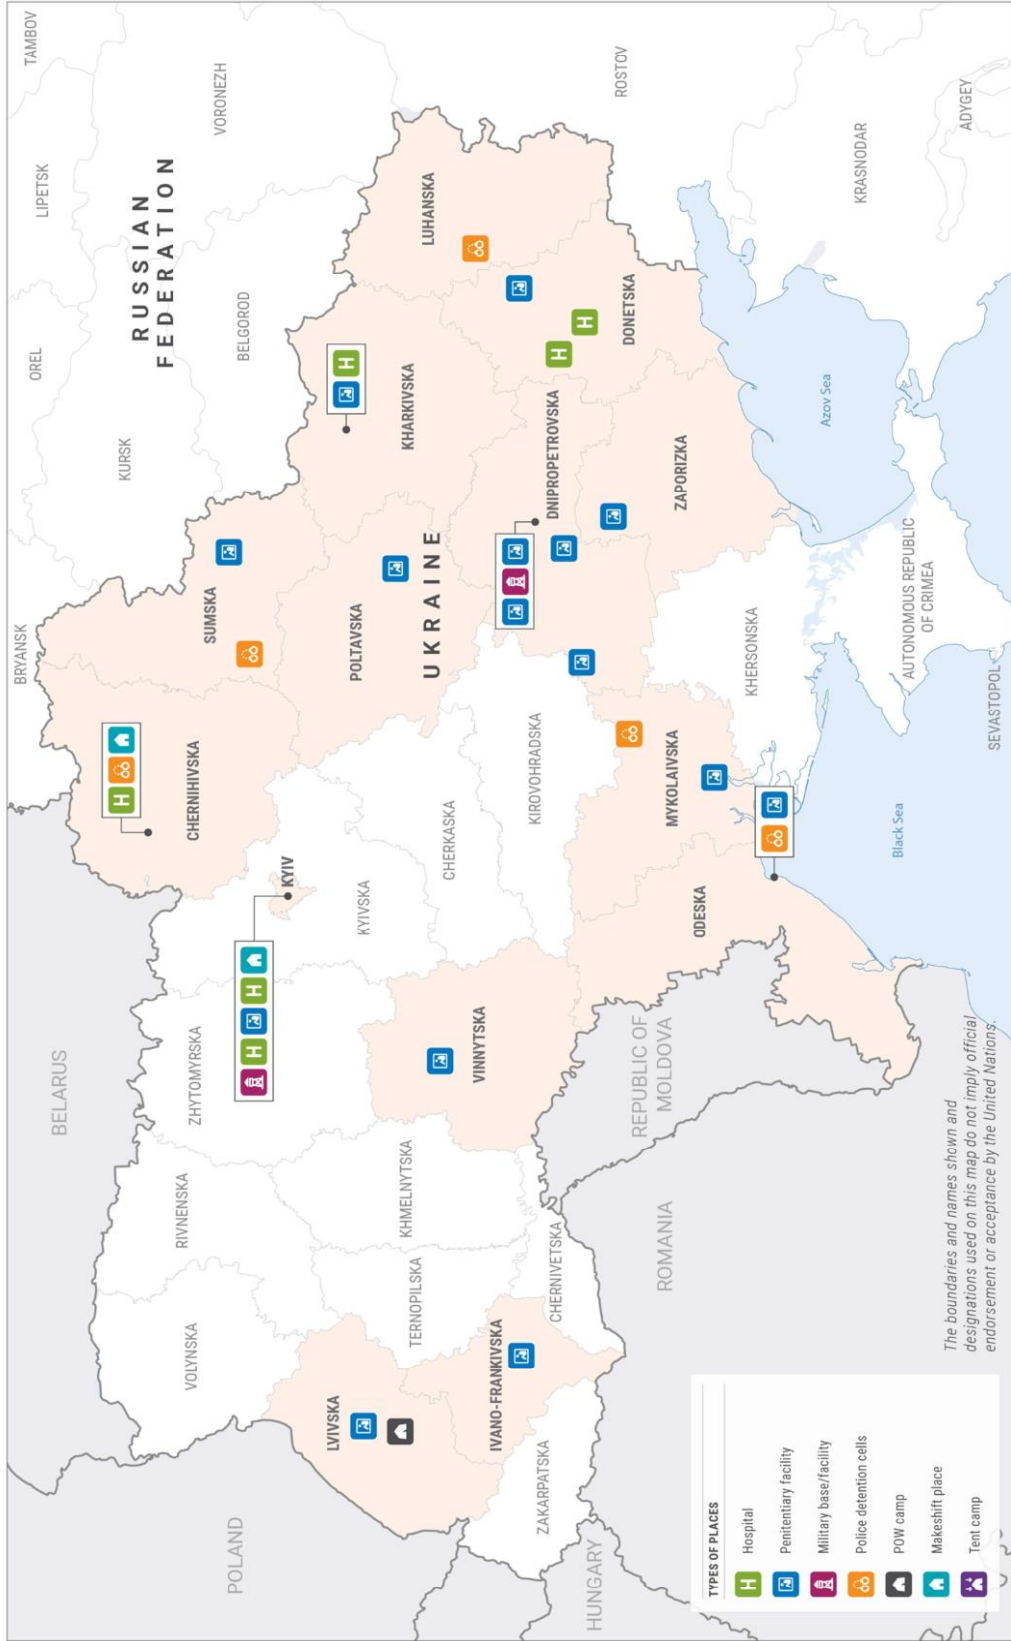 TAMBOV
LIPETSK
VORONEZH
OREL
RUSSIAN
FEDERATION
KURSK
BELGOROD
BRYANSK
ROSTOV
KRASNODAR
ADYGEY
BELARUS
POLAND
HUNGARY
ROMANIA
REPUBLIC OF
MOLDOVA
UKRAINE
VOLYNSKA
RIVNENSKA
ZHYTOMYRSKA
KYIV
KYIVSKA
CHERNIHIVSKA
SUMSKA
POLTAVSKA
KHARKIVSKA
LUHANSKA
DONETSKA
DNIPROPETROVSKA
ZAPORIZKA
LVIVSKA
TERNOPILSKA
KHMELNYTSKA
VINNYTSKA
CHERKASKA
KIROVOHRADSKA
IVANO-FRANKIVSKA
ZAKARPATSKA
CHERNIVETSKA
ODESKA
MYKOLAIVSKA
KHERSONSKA
AUTONOMOUS REPUBLIC
OF CRIMEA
SEVASTOPOL
Azov Sea
Black Sea
TYPES OF PLACES
H Hospital
Penitentiary facility
Military base/facility
Police detention cells
POW camp
Makeshift place
Tent camp
H
H
H
H
H
H
The boundaries and names shown and
designations used on this map do not imply official
endorsement or acceptance by the United Nations.